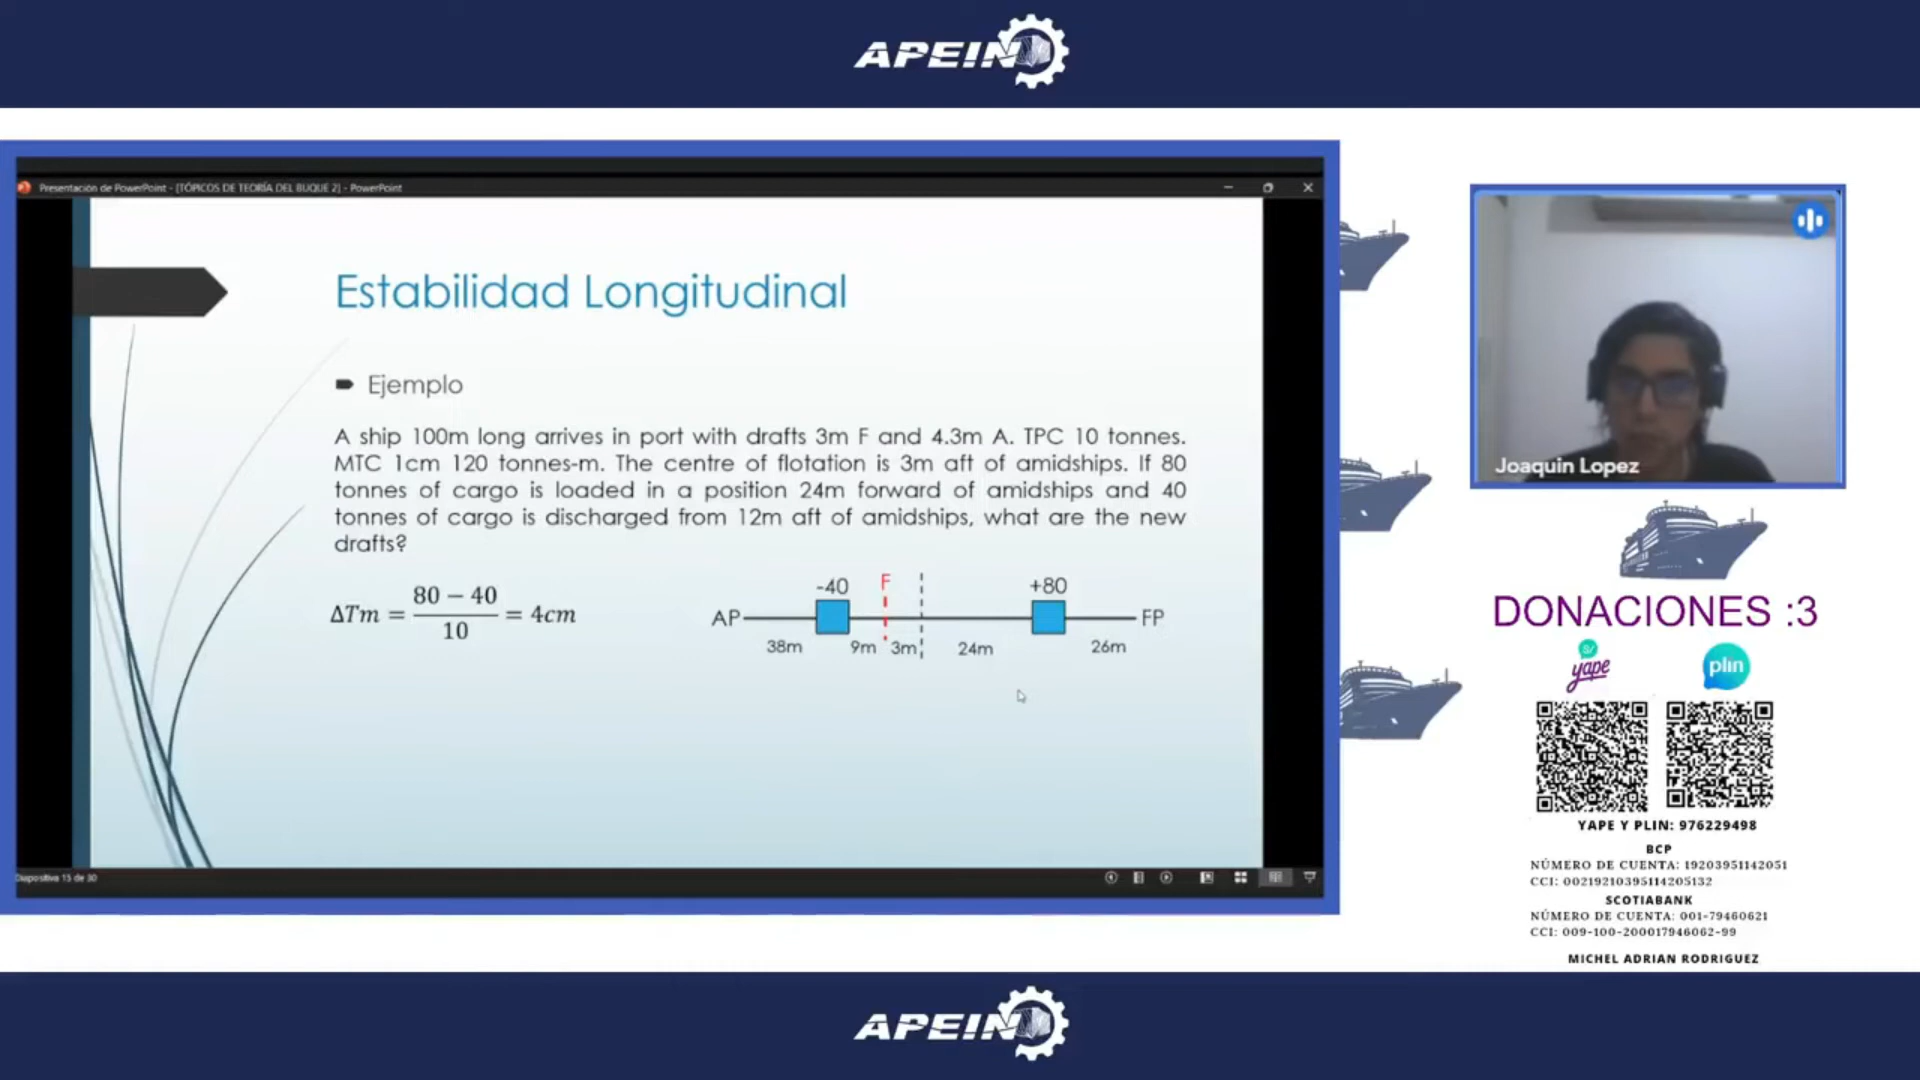 APEIN
Presentación de PowerPoint - [TÓPICOS DE TEORÍA DEL BUQUE 2] - PowerPoint
Estabilidad Longitudinal
Ejemplo
A ship 100m long arrives in port with drafts 3m F and 4.3m A. TPC 10 tonnes.
MTC 1cm 120 tonnes-m. The centre of flotation is 3m aft of amidships. If 80
tonnes of cargo is loaded in a position 24m forward of amidships and 40
tonnes of cargo is discharged from 12m aft of amidships, what are the new
drafts?
ΔTm = (80 − 40)/10 = 4cm
-40 F +80
AP FP
38m 9m 3m 24m 26m
Diapositiva 15 de 30
Joaquin Lopez
DONACIONES :3
S/ yape plin
YAPE Y PLIN: 976229498
BCP
NÚMERO DE CUENTA: 19203951142051
CCI: 00219210395114205132
SCOTIABANK
NÚMERO DE CUENTA: 001-79460621
CCI: 009-100-200017946062-99
MICHEL ADRIAN RODRIGUEZ
APEIN